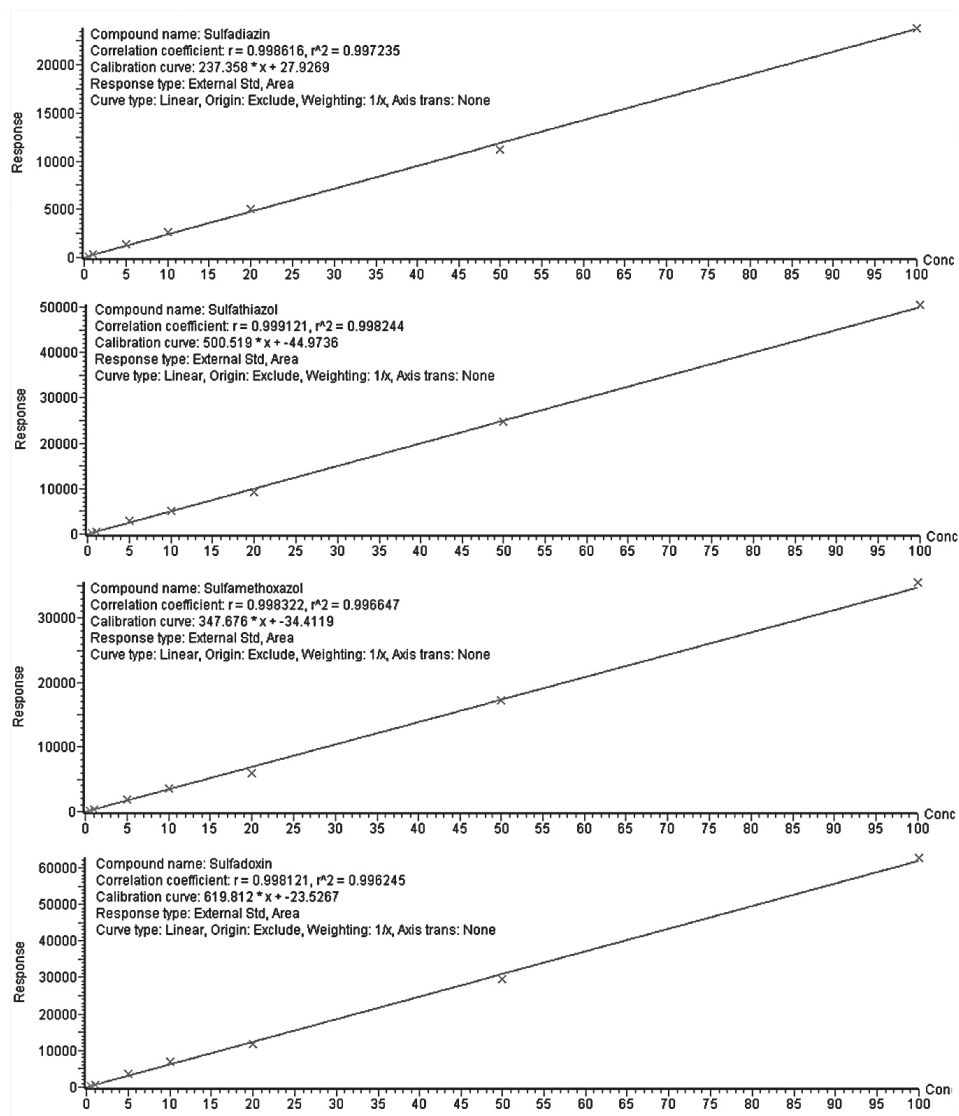 Compound name: Sulfadiazin
Correlation coefficient: r = 0.998616, r^2 = 0.997235
Calibration curve: 237.358 * x + 27.9269
Response type: External Std, Area
Curve type: Linear, Origin: Exclude, Weighting: 1/x, Axis trans: None
Response
20000
15000
10000
5000
0
0 5 10 15 20 25 30 35 40 45 50 55 60 65 70 75 80 85 90 95 100
Conc
Compound name: Sulfathiazol
Correlation coefficient: r = 0.999121, r^2 = 0.998244
Calibration curve: 500.519 * x + -44.9736
Response type: External Std, Area
Curve type: Linear, Origin: Exclude, Weighting: 1/x, Axis trans: None
Response
50000
40000
30000
20000
10000
0
0 5 10 15 20 25 30 35 40 45 50 55 60 65 70 75 80 85 90 95 100
Conc
Compound name: Sulfamethoxazol
Correlation coefficient: r = 0.998322, r^2 = 0.996647
Calibration curve: 347.676 * x + -34.4119
Response type: External Std, Area
Curve type: Linear, Origin: Exclude, Weighting: 1/x, Axis trans: None
Response
30000
20000
10000
0
0 5 10 15 20 25 30 35 40 45 50 55 60 65 70 75 80 85 90 95 100
Conc
Compound name: Sulfadoxin
Correlation coefficient: r = 0.998121, r^2 = 0.996245
Calibration curve: 619.812 * x + -23.5267
Response type: External Std, Area
Curve type: Linear, Origin: Exclude, Weighting: 1/x, Axis trans: None
Response
60000
50000
40000
30000
20000
10000
0
0 5 10 15 20 25 30 35 40 45 50 55 60 65 70 75 80 85 90 95 100
Con